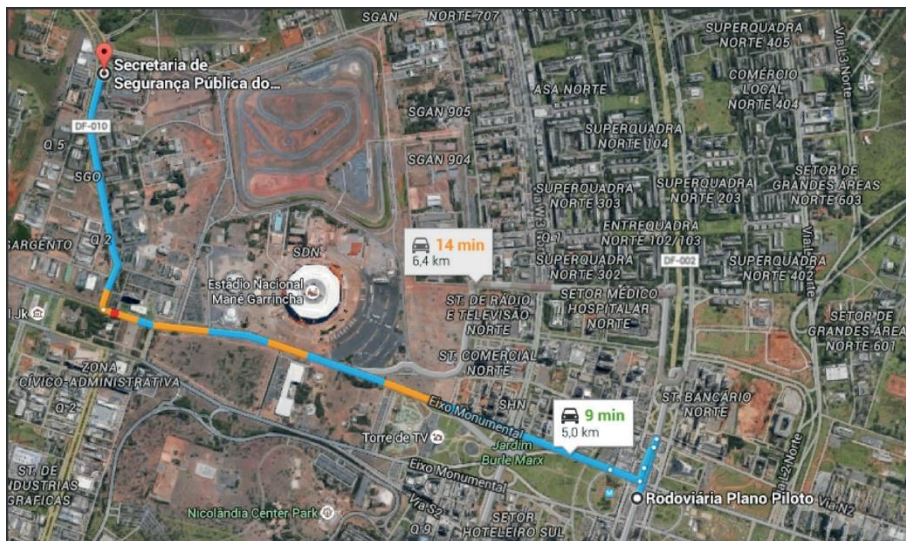 SGAN
NORTE 707
SUPERQUADRA
NORTE 405
Secretaria de
Segurança Pública do...
Via L3 Norte
COMÉRCIO
LOCAL
NORTE 404
ASA NORTE
DF-010
SGAN 905
SUPERQUADRA
NORTE 104
Q 5
SGAN 904
SETOR DE
GRANDES ÁREAS
NORTE 603
SGO
SUPERQUADRA
NORTE 303
SUPERQUADRA
NORTE 203
ENTREQUADRA
NORTE 102/103
SARGENTO
Q 2
SDN
14 min
6,4 km
Q 1
SUPERQUADRA
NORTE 302
DF-002
SUPERQUADRA
NORTE 402
Estádio Nacional
Mané Garrincha
ST. DE RÁDIO
E TELEVISÃO
NORTE
SETOR MÉDICO
HOSPITALAR
NORTE
SETOR DE
GRANDES ÁREA
NORTE 601
ZONA
CÍVICO-ADMINISTRATIVA
ST. COMERCIAL
NORTE
Q 2
SHN
ST. BANCÁRIO
NORTE
Eixo Monumental
9 min
5,0 km
Torre de TV
Jardim
Burle Marx
ST. DE
INDÚSTRIAS
GRÁFICAS
Eixo Monumental
Rodoviária Plano Piloto
Via S2
Via N2
Nicolândia Center Park
Q 9
SETOR
HOTELEIRO SUL